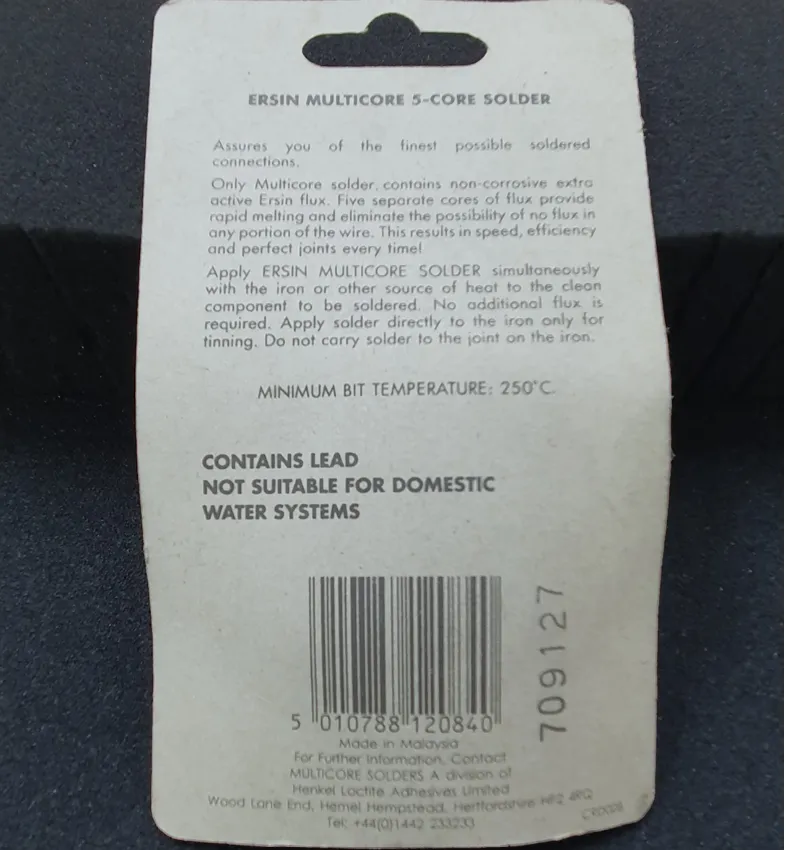 ERSIN MULTICORE 5-CORE SOLDER
Assures you of the finest possible soldered
connections.
Only Multicore solder, contains non-corrosive extra
active Ersin flux. Five separate cores of flux provide
rapid melting and eliminate the possibility of no flux in
any portion of the wire. This results in speed, efficiency
and perfect joints every time!
Apply ERSIN MULTICORE SOLDER simultaneously
with the iron or other source of heat to the clean
component to be soldered. No additional flux is
required. Apply solder directly to the iron only for
tinning. Do not carry solder to the joint on the iron.
MINIMUM BIT TEMPERATURE: 250°C
CONTAINS LEAD
NOT SUITABLE FOR DOMESTIC
WATER SYSTEMS
709127
5 010788 120840
Made in Malaysia
For Further Information, Contact
MULTICORE SOLDERS A division of
Henkel Loctite Adhesives Limited
Wood Lane End, Hemel Hempstead, Hertfordshire HP2 4RQ
Tel: +44(0)1442 233233